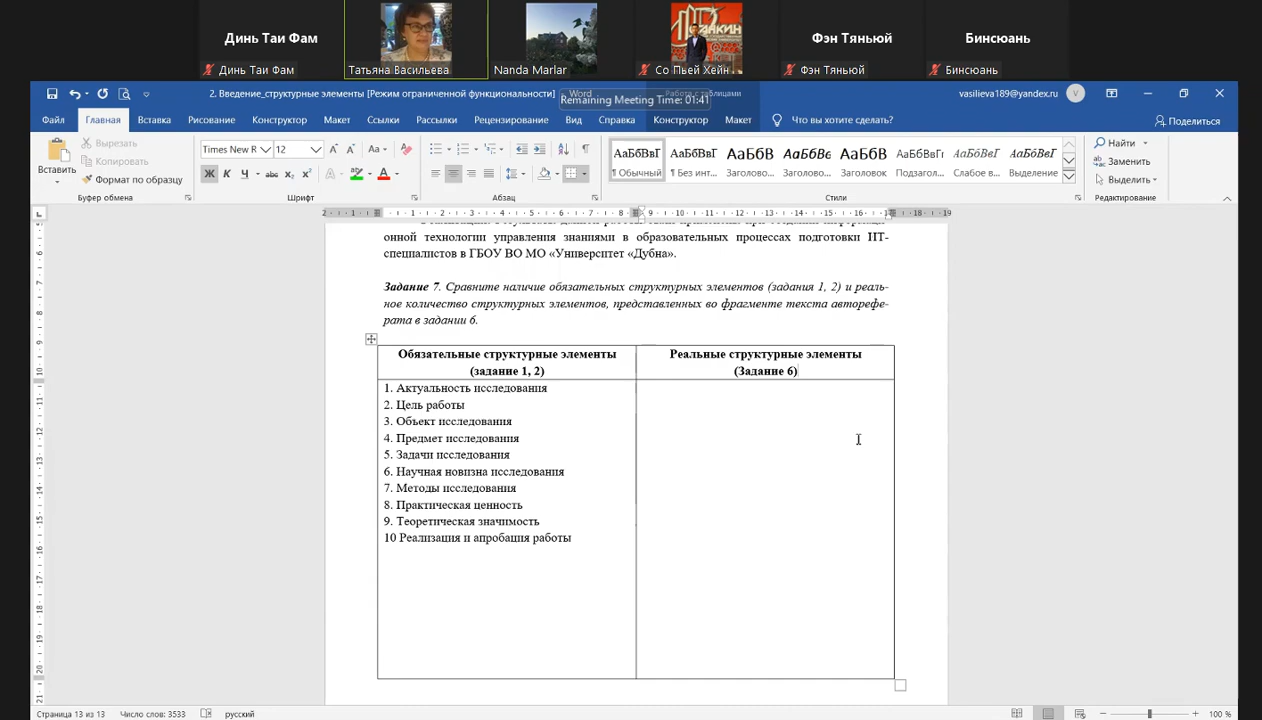 Динь Таи Фам
Фэн Тяньюй
Бинсюань
Динь Таи Фам
Татьяна Васильева
Nanda Marlar
Со Пьей Хейн
Фэн Тяньюй
Бинсюань
2. Введение_структурные элементы [Режим ограниченной функциональности]
Word
Работа с таблицами
Remaining Meeting Time: 01:41
vasilieva189@yandex.ru
V
Файл
Главная
Вставка
Рисование
Конструктор
Макет
Ссылки
Рассылки
Рецензирование
Вид
Справка
Конструктор
Макет
Что вы хотите сделать?
Поделиться
Вставить
Вырезать
Копировать
Формат по образцу
Буфер обмена
Times New R
12
Ж К Ч
Шрифт
Абзац
АаБбВвГ
¶ Обычный
АаБбВвГ
¶ Без инт...
АаБбВ
Заголово...
АаБбВв
Заголово...
АаБбВ
Заголовок
АаБбВвГг
Подзагол...
АаБбВвГ
Слабое в...
АаБбВвГ
Выделение
Стили
Найти
Заменить
Выделить
Редактирование
онной технологии управления знаниями в образовательных процессах подготовки IIT-
специалистов в ГБОУ ВО МО «Университет «Дубна».
Задание 7. Сравните наличие обязательных структурных элементов (задания 1, 2) и реаль-
ное количество структурных элементов, представленных во фрагменте текста авторефе-
рата в задании 6.
Обязательные структурные элементы
(задание 1, 2)
Реальные структурные элементы
(Задание 6)
1. Актуальность исследования
2. Цель работы
3. Объект исследования
4. Предмет исследования
5. Задачи исследования
6. Научная новизна исследования
7. Методы исследования
8. Практическая ценность
9. Теоретическая значимость
10 Реализация и апробация работы
Страница 13 из 13
Число слов: 3533
русский
100 %